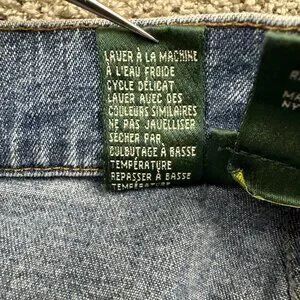 LAVER À LA MACHINE
À L'EAU FROIDE
CYCLE DÉLICAT
LAVER AVEC DES
COULEURS SIMILAIRES
NE PAS JAVELLISER
SÉCHER PAR
CULBUTAGE À BASSE
TEMPÉRATURE
REPASSER À BASSE
TEMPÉRATURE